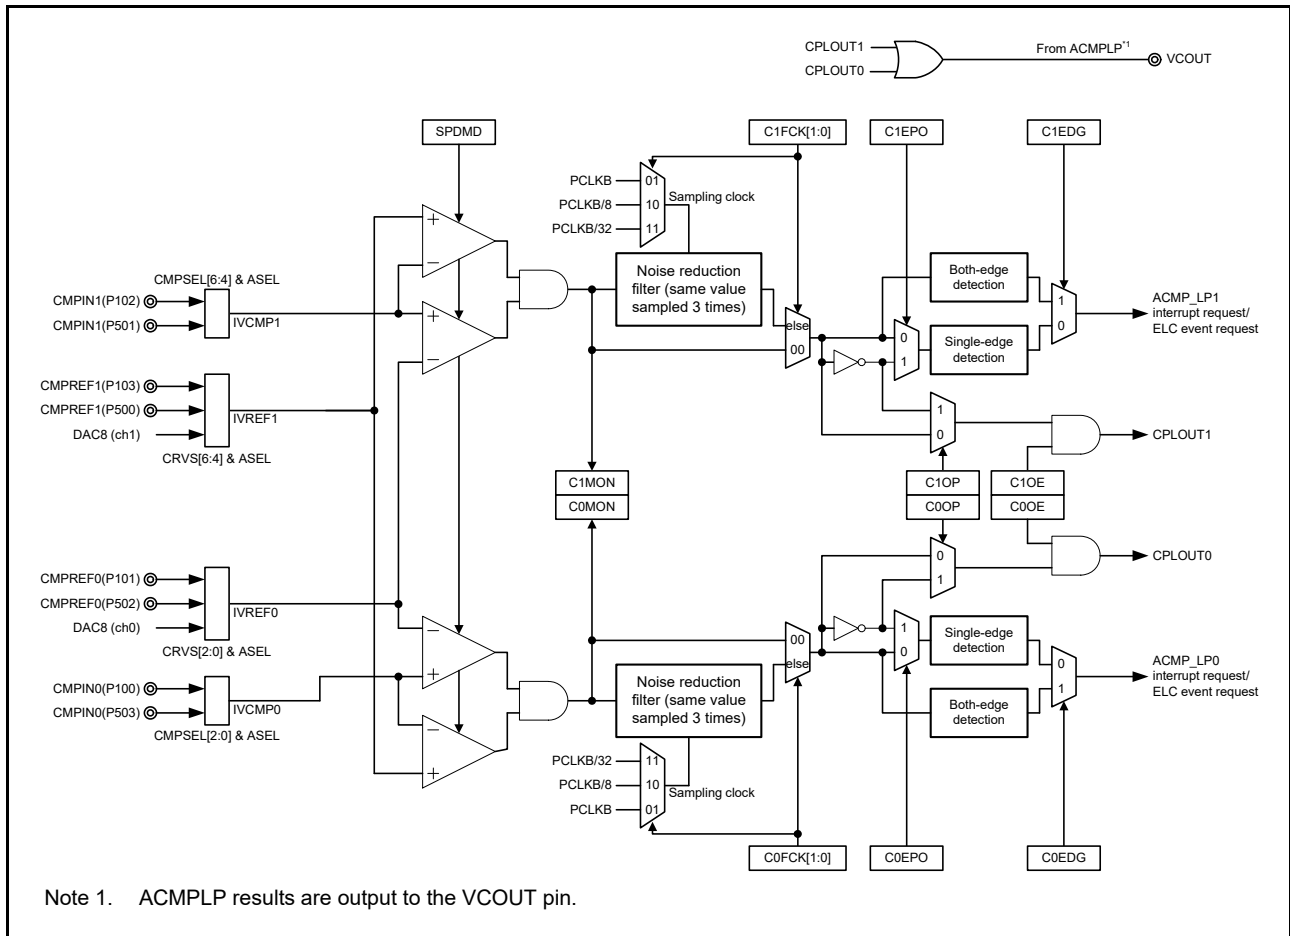 CPLOUT1
CPLOUT0
From ACMPLP*1
VCOUT
SPDMD
C1FCK[1:0]
C1EPO
C1EDG
PCLKB
01
PCLKB/8
10
PCLKB/32
11
Sampling clock
+
−
+
−
Noise reduction
filter (same value
sampled 3 times)
else
00
0
1
Both-edge
detection
Single-edge
detection
1
0
ACMP_LP1
interrupt request/
ELC event request
CMPSEL[6:4] & ASEL
CMPIN1(P102)
CMPIN1(P501)
IVCMP1
CMPREF1(P103)
CMPREF1(P500)
DAC8 (ch1)
IVREF1
CRVS[6:4] & ASEL
1
0
CPLOUT1
C1MON
C0MON
C1OP
C0OP
C1OE
C0OE
0
1
CPLOUT0
CMPREF0(P101)
CMPREF0(P502)
DAC8 (ch0)
IVREF0
CRVS[2:0] & ASEL
CMPIN0(P100)
CMPIN0(P503)
IVCMP0
CMPSEL[2:0] & ASEL
−
+
−
+
00
else
1
0
Noise reduction
filter (same value
sampled 3 times)
Single-edge
detection
Both-edge
detection
0
1
ACMP_LP0
interrupt request/
ELC event request
PCLKB/32
11
PCLKB/8
10
PCLKB
01
Sampling clock
C0FCK[1:0]
C0EPO
C0EDG
Note 1. ACMPLP results are output to the VCOUT pin.